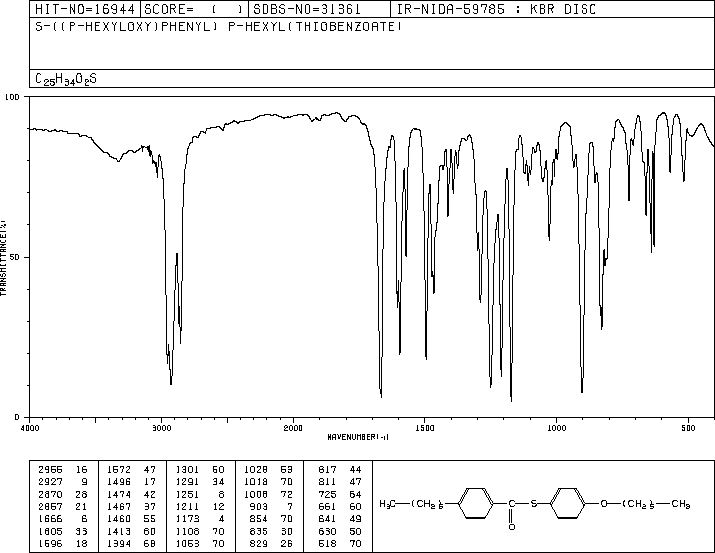 HIT-NO=16944 SCORE= ( ) SDBS-NO=31361 IR-NIDA-59785 : KBR DISC
S-((P-HEXYLOXY)PHENYL) P-HEXYL(THIOBENZOATE)
C25H34O2S
100
50
0
TRANSMITTANCE(%)
4000 3000 2000 1500 1000 500
WAVENUMBER(-1)
2955 16 1572 47 1301 50 1028 53 817 44
2927 9 1496 17 1291 34 1018 70 811 47
2870 28 1474 42 1251 8 1008 72 725 64
2857 21 1467 37 1211 12 903 7 661 60
1666 6 1460 55 1173 4 854 70 641 49
1605 33 1413 60 1108 70 835 30 630 50
1596 18 1394 68 1053 70 829 26 518 70
H3C-(CH2)5 C S O-(CH2)5-CH3
O